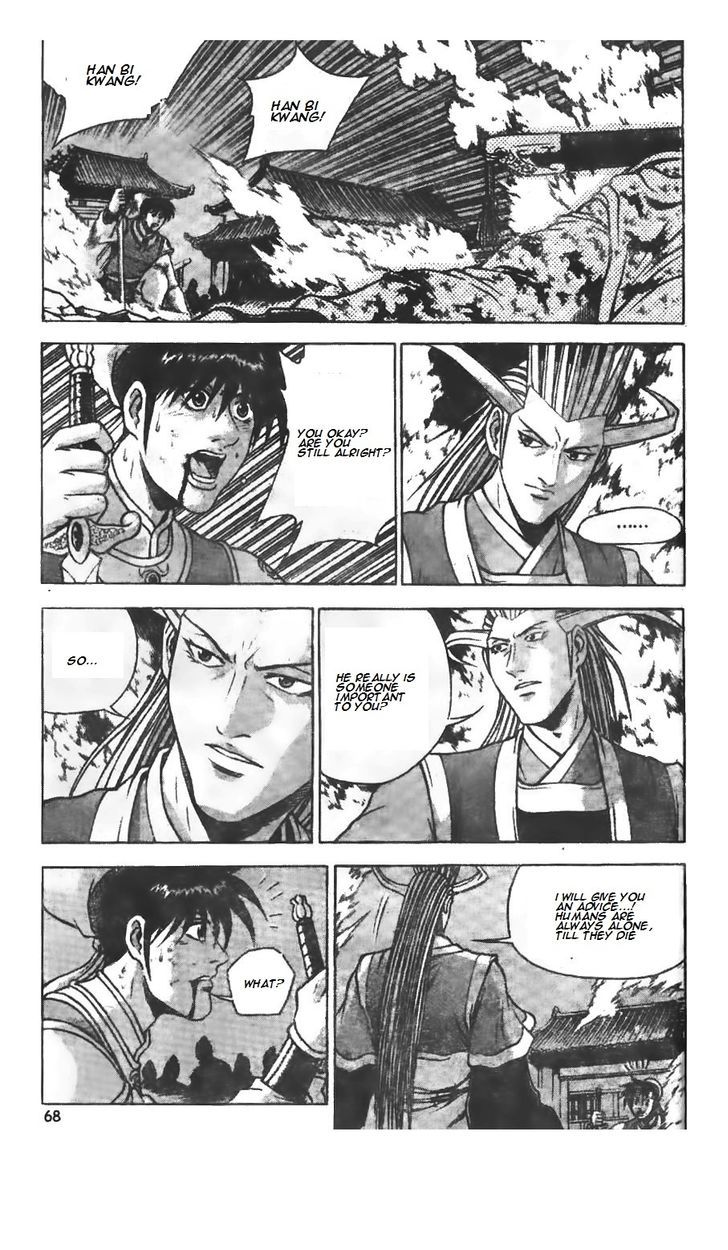 HAN BI
KWANG!
HAN BI
KWANG!
YOU OKAY?
ARE YOU
STILL ALRIGHT?
......
SO...
HE REALLY IS
SOMEONE
IMPORTANT
TO YOU?
WHAT?
I WILL GIVE YOU
AN ADVICE...!
HUMANS ARE
ALWAYS ALONE,
TILL THEY DIE
68